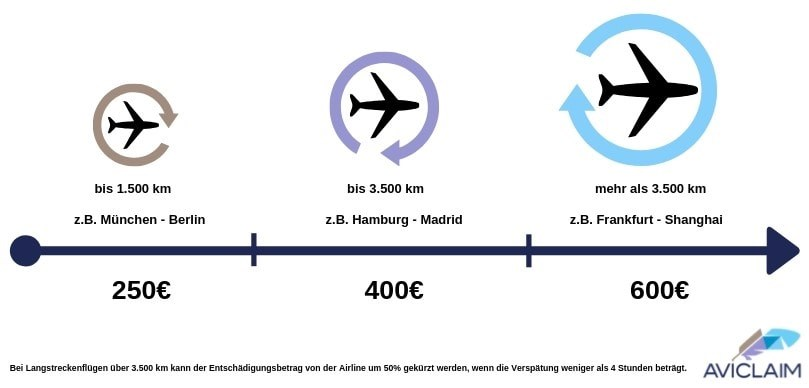 bis 1.500 km
bis 3.500 km
mehr als 3.500 km
z.B. München - Berlin
z.B. Hamburg - Madrid
z.B. Frankfurt - Shanghai
250€
400€
600€
Bei Langstreckenflügen über 3.500 km kann der Entschädigungsbetrag von der Airline um 50% gekürzt werden, wenn die Verspätung weniger als 4 Stunden beträgt.
AVICLAIM